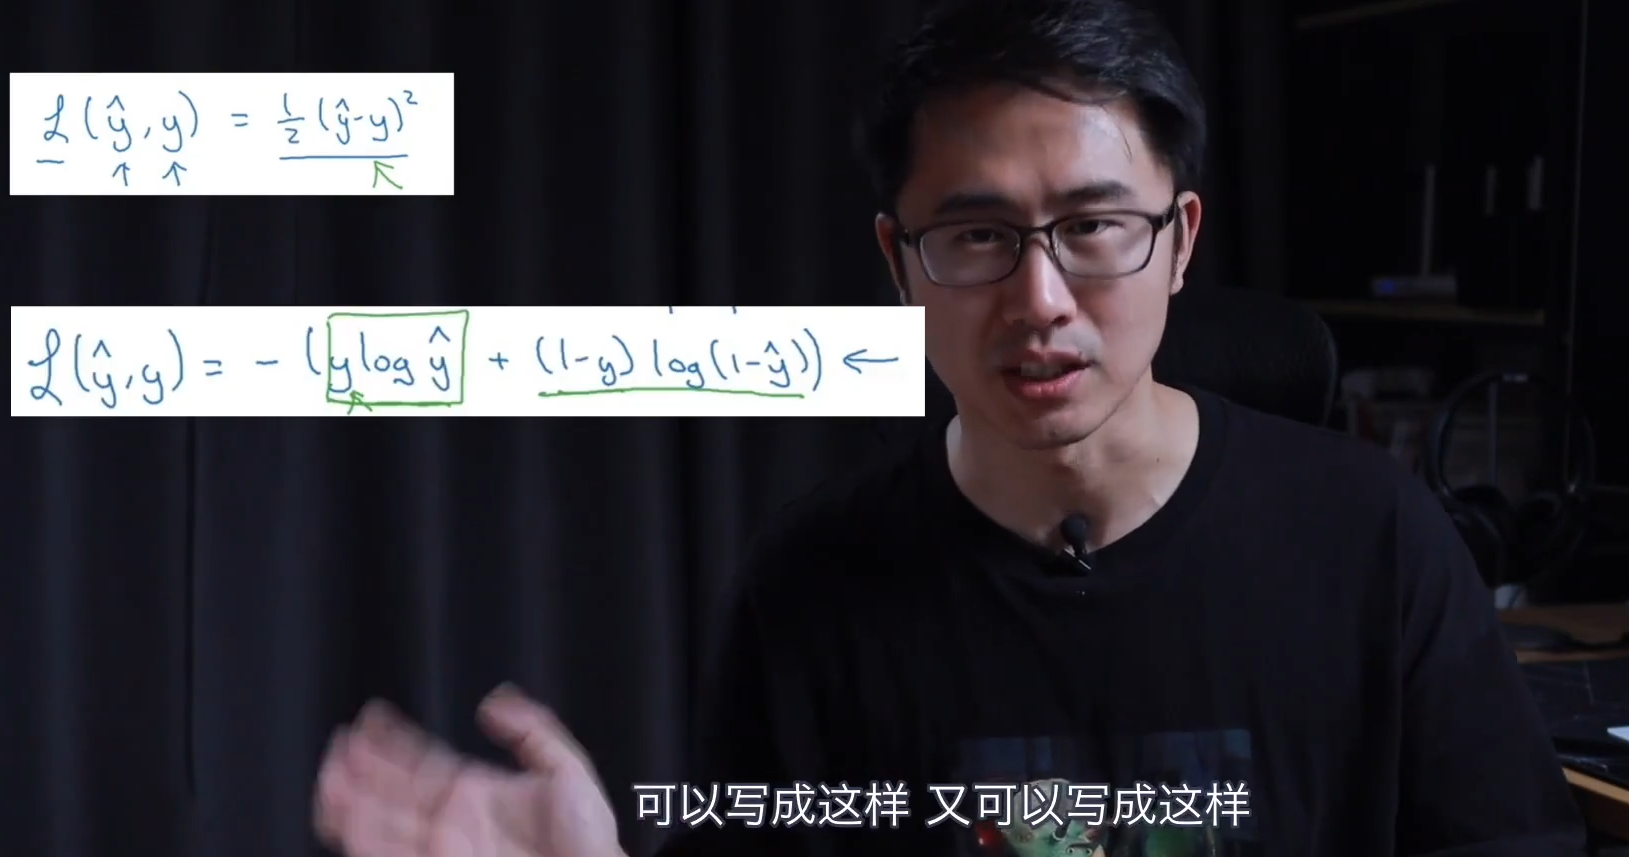 ℒ(ŷ, y) = ½(ŷ-y)²
ℒ(ŷ, y) = - (y log ŷ + (1-y) log(1-ŷ)) ←
可以写成这样 又可以写成这样